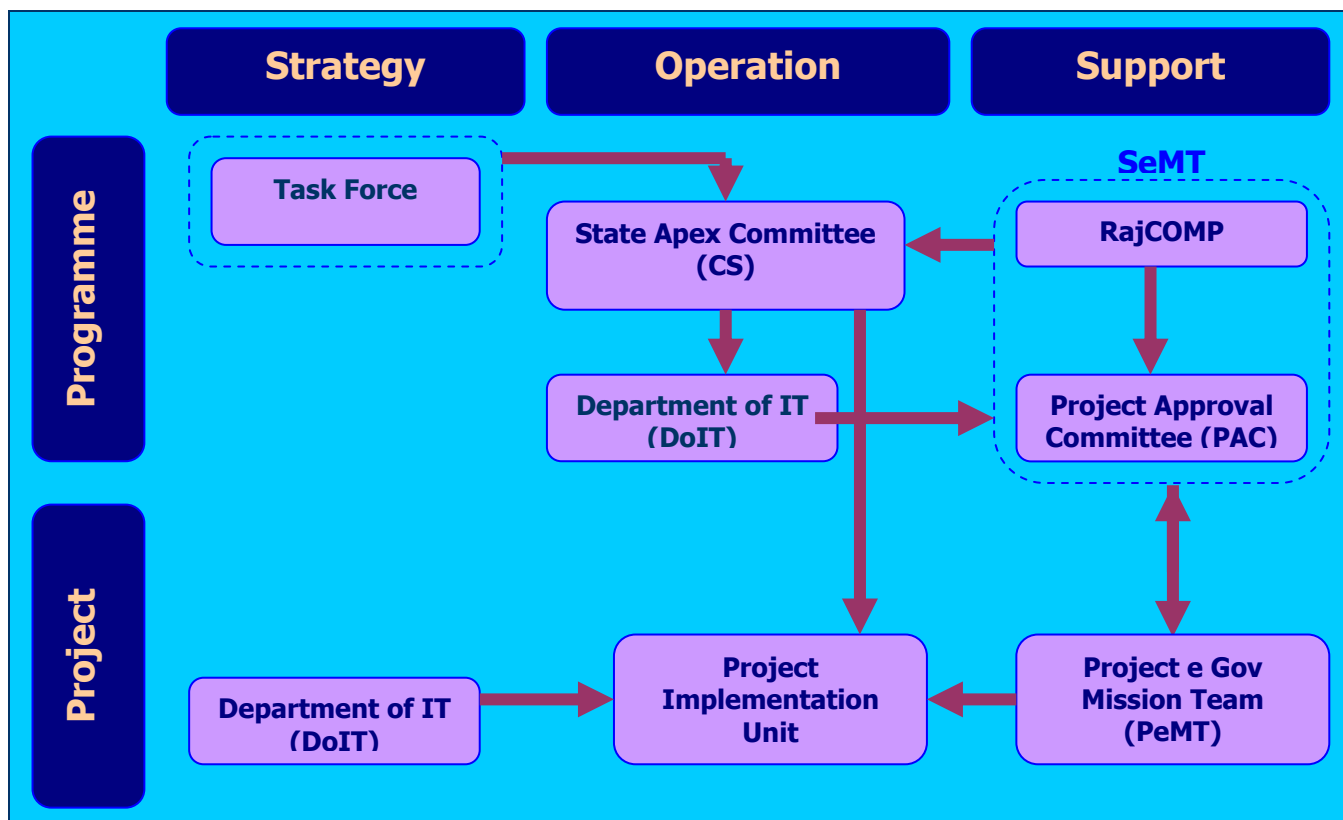 Strategy
Operation
Support
Programme
Task Force
State Apex Committee
(CS)
SeMT
RajCOMP
Department of IT
(DoIT)
Project Approval
Committee (PAC)
Project
Department of IT
(DoIT)
Project
Implementation
Unit
Project e Gov
Mission Team
(PeMT)